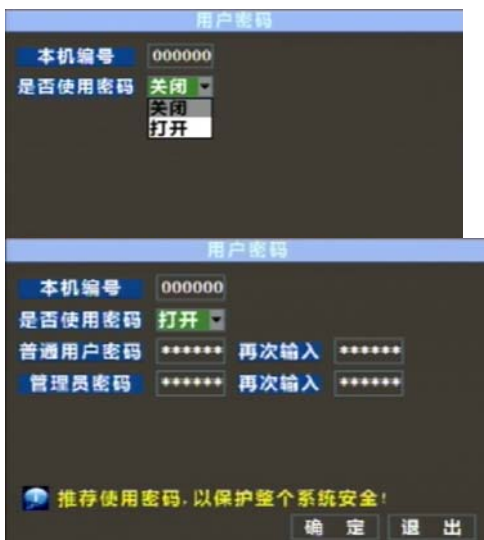 用户密码
本机编号 000000
是否使用密码 关闭
关闭
打开
用户密码
本机编号 000000
是否使用密码 打开
普通用户密码 ****** 再次输入 ******
管理员密码 ****** 再次输入 ******
推荐使用密码,以保护整个系统安全!
确 定 退 出